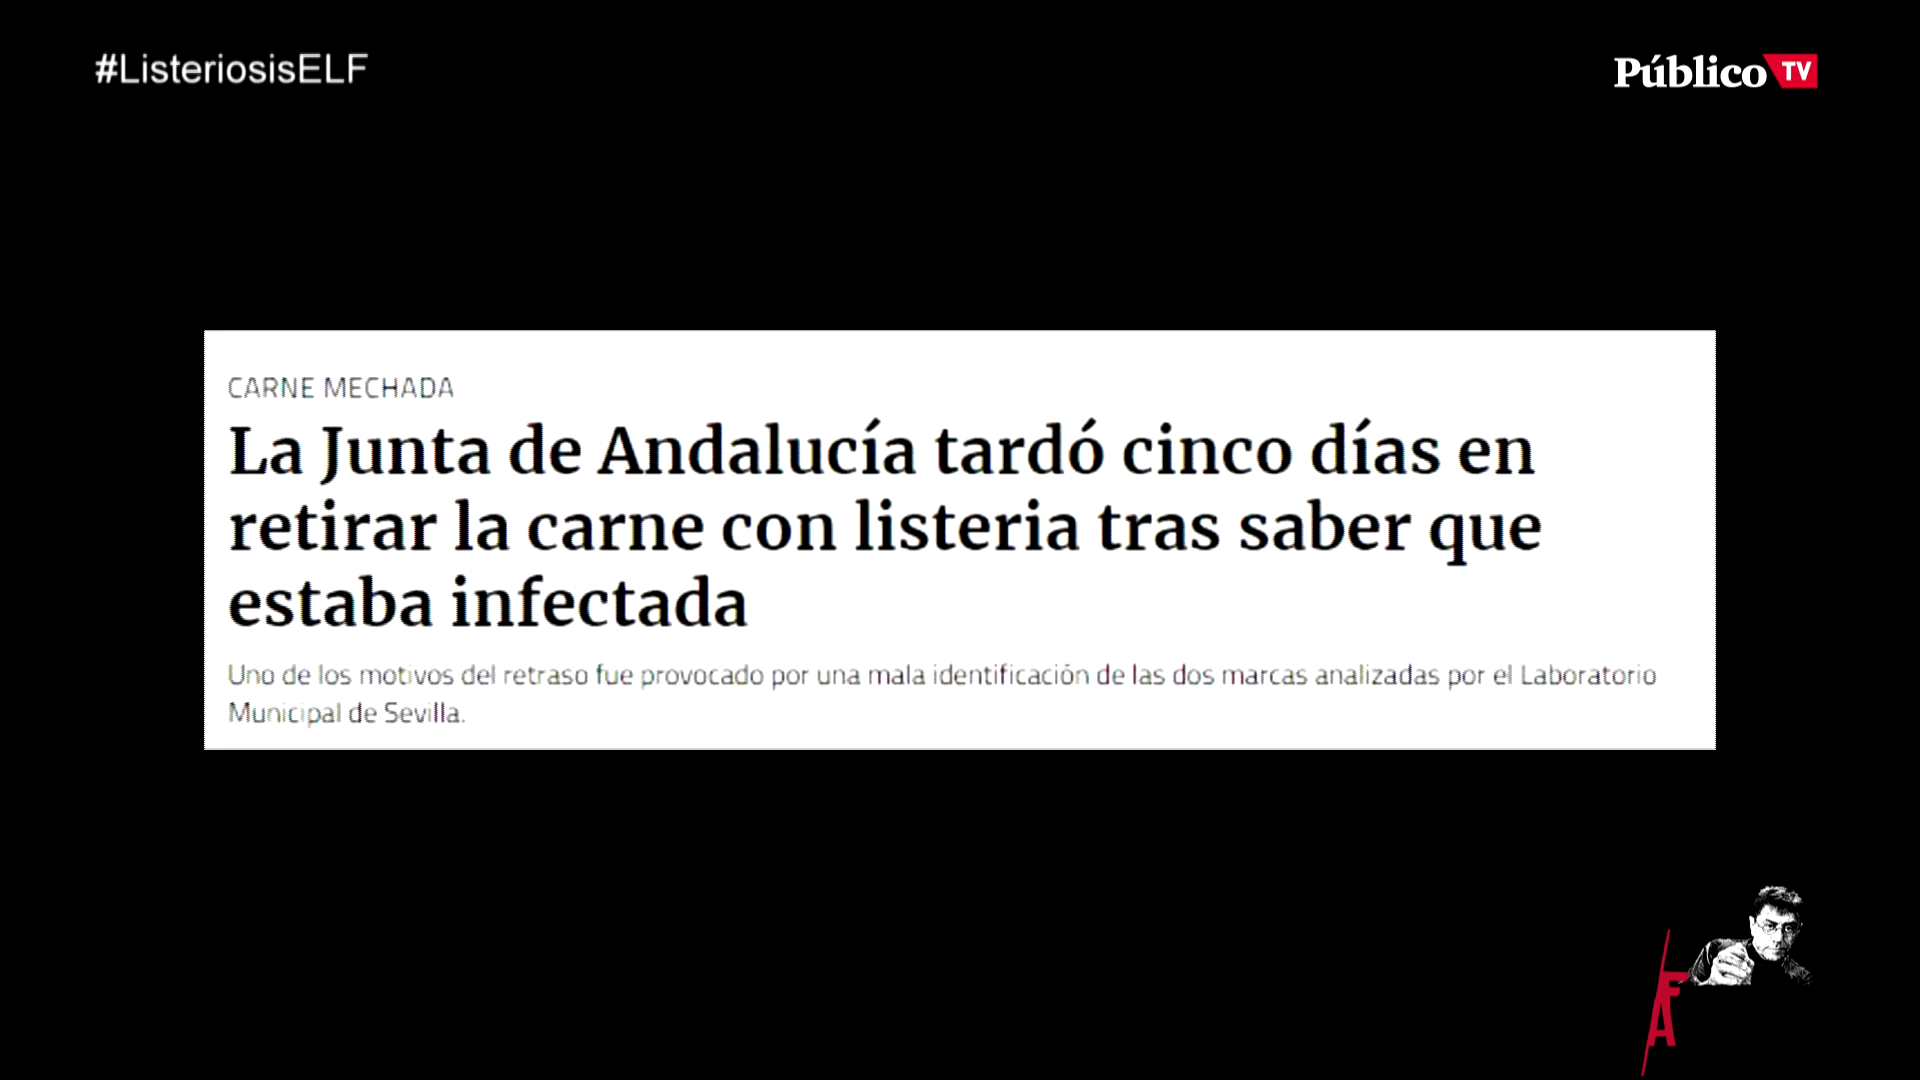 #ListeriosisELF
Público TV
CARNE MECHADA
La Junta de Andalucía tardó cinco días en
retirar la carne con listeria tras saber que
estaba infectada
Uno de los motivos del retraso fue provocado por una mala identificación de las dos marcas analizadas por el Laboratorio
Municipal de Sevilla.